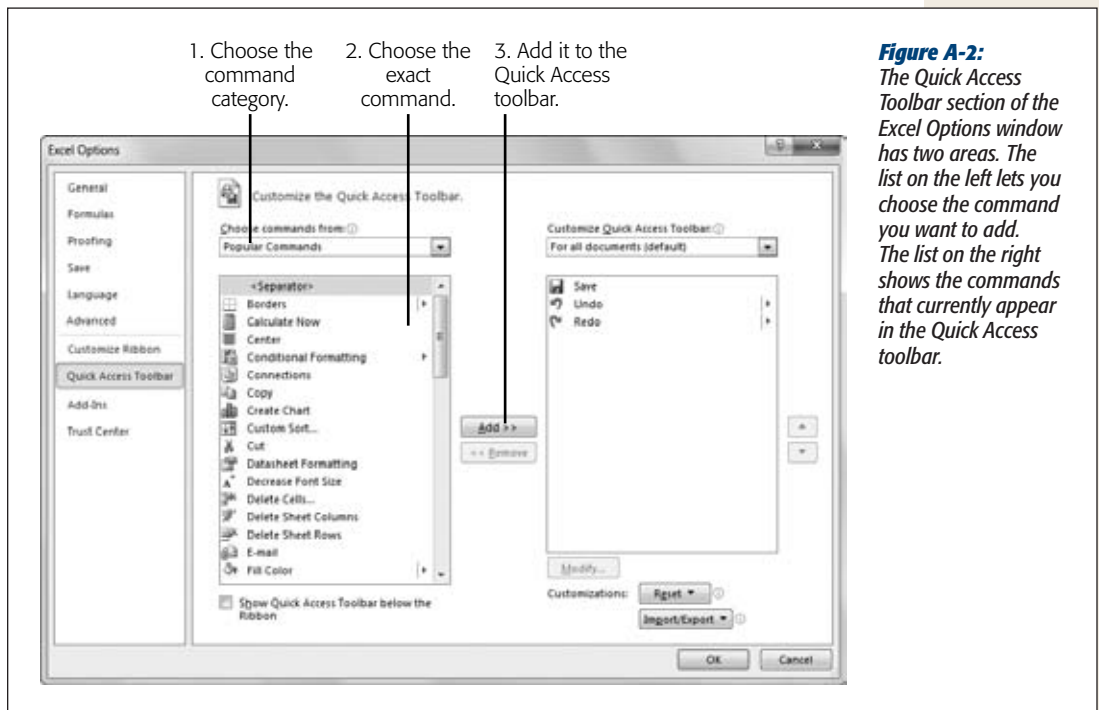 1. Choose the
command
category.
2. Choose the
exact
command.
3. Add it to the
Quick Access
toolbar.
Excel Options
General
Formulas
Proofing
Save
Language
Advanced
Customize Ribbon
Quick Access Toolbar
Add-Ins
Trust Center
Customize the Quick Access Toolbar.
Choose commands from:
Popular Commands
<Separator>
Borders
Calculate Now
Center
Conditional Formatting
Connections
Copy
Create Chart
Custom Sort...
Cut
Datasheet Formatting
Decrease Font Size
Delete Cells...
Delete Sheet Columns
Delete Sheet Rows
E-mail
Fill Color
Show Quick Access Toolbar below the
Ribbon
Add >>
<< Remove
Customize Quick Access Toolbar:
For all documents (default)
Save
Undo
Redo
Modify...
Customizations:
Reset
Import/Export
OK
Cancel
Figure A-2:
The Quick Access
Toolbar section of the
Excel Options window
has two areas. The
list on the left lets you
choose the command
you want to add.
The list on the right
shows the commands
that currently appear
in the Quick Access
toolbar.